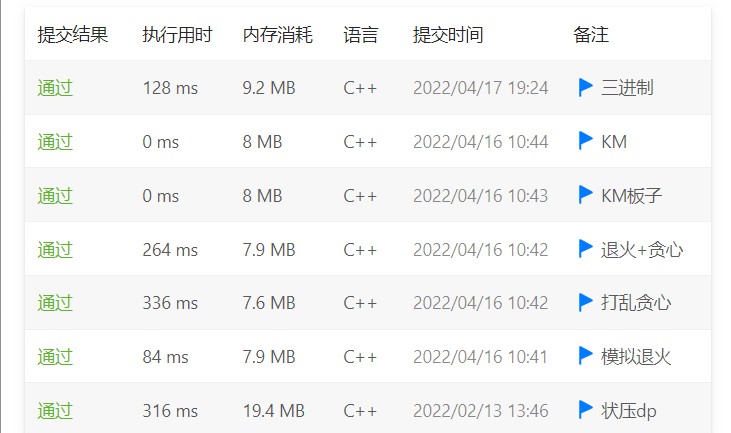 提交结果 执行用时 内存消耗 语言 提交时间 备注
通过 128 ms 9.2 MB C++ 2022/04/17 19:24 三进制
通过 0 ms 8 MB C++ 2022/04/16 10:44 KM
通过 0 ms 8 MB C++ 2022/04/16 10:43 KM板子
通过 264 ms 7.9 MB C++ 2022/04/16 10:42 退火+贪心
通过 336 ms 7.6 MB C++ 2022/04/16 10:42 打乱贪心
通过 84 ms 7.9 MB C++ 2022/04/16 10:41 模拟退火
通过 316 ms 19.4 MB C++ 2022/02/13 13:46 状压dp